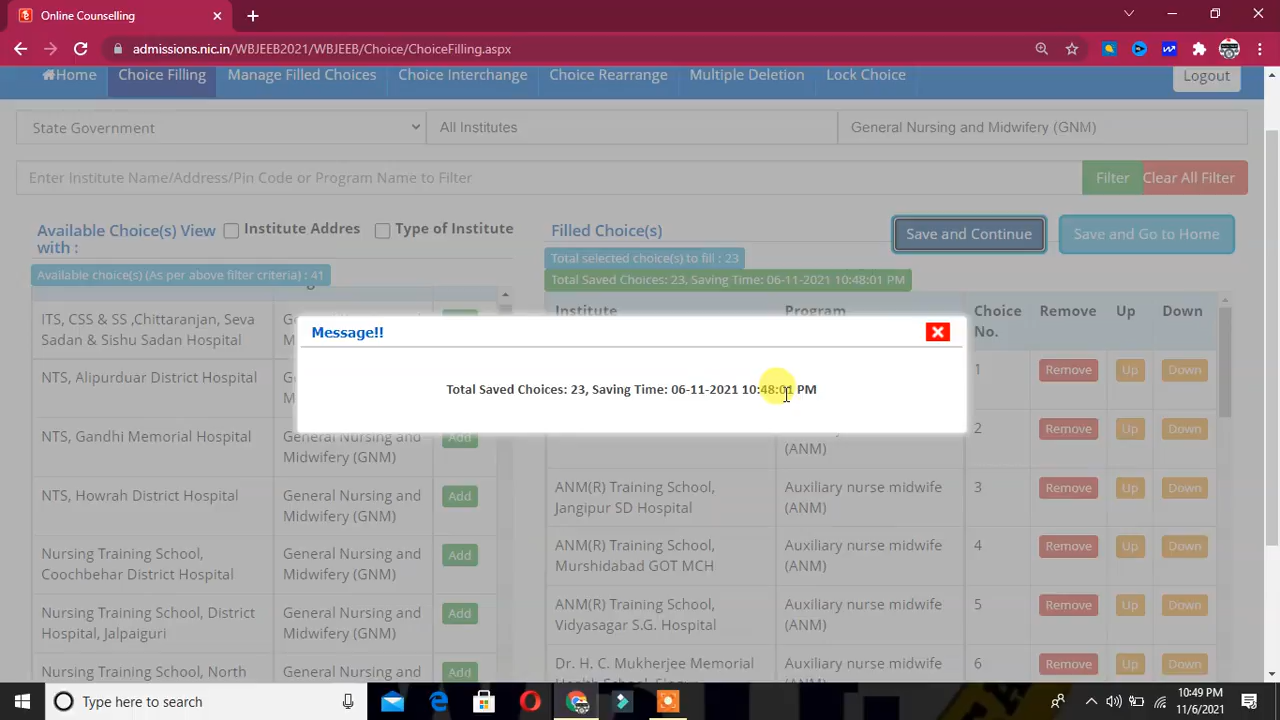 Online Counselling
admissions.nic.in/WBJEEB2021/WBJEEB/Choice/ChoiceFilling.aspx
Home Choice Filling Manage Filled Choices Choice Interchange Choice Rearrange Multiple Deletion Lock Choice Logout
State Government All Institutes General Nursing and Midwifery (GNM)
Enter Institute Name/Address/Pin Code or Program Name to Filter Filter Clear All Filter
Available Choice(s) View with : Institute Addres Type of Institute
Available choice(s) (As per above filter criteria) : 41
ITS, CSS & SS ,Chittaranjan, Seva
Sadan & Sishu Sadan Hospital
NTS, Alipurduar District Hospital
NTS, Gandhi Memorial Hospital Midwifery (GNM) Add
NTS, Howrah District Hospital General Nursing and
Midwifery (GNM) Add
Nursing Training School, General Nursing and
Coochbehar District Hospital Midwifery (GNM) Add
Nursing Training School, District General Nursing and
Hospital, Jalpaiguri Midwifery (GNM) Add
Nursing Training School, North General Nursing and Add
Filled Choice(s) Save and Continue Save and Go to Home
Total selected choice(s) to fill : 23
Total Saved Choices: 23, Saving Time: 06-11-2021 10:48:01 PM
Institute Program Choice No. Remove Up Down
Message!!
Total Saved Choices: 23, Saving Time: 06-11-2021 10:48:01 PM
1 Remove Up Down
(ANM) 2 Remove Up Down
ANM(R) Training School, Auxiliary nurse midwife 3 Remove Up Down
Jangipur SD Hospital (ANM)
ANM(R) Training School, Auxiliary nurse midwife 4 Remove Up Down
Murshidabad GOT MCH (ANM)
ANM(R) Training School, Auxiliary nurse midwife 5 Remove Up Down
Vidyasagar S.G. Hospital (ANM)
Dr. H. C. Mukherjee Memorial Auxiliary nurse midwife 6 Remove Up Down
Type here to search
10:49 PM
11/6/2021